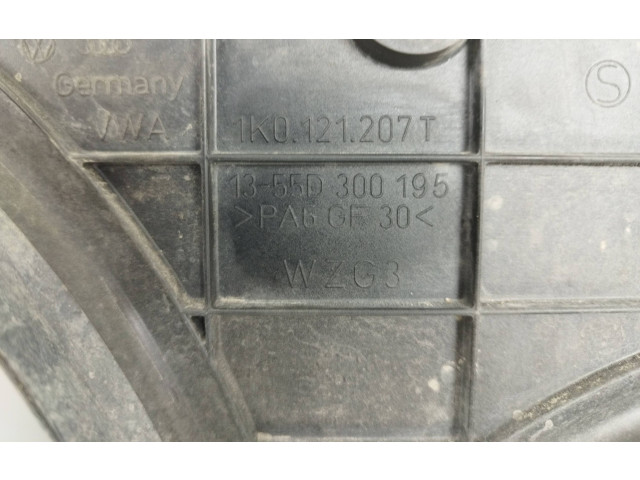 Germany
VWA
1K0.121.207 T
S
13-55D 300 195
>PA6 GF 30<
WZG3